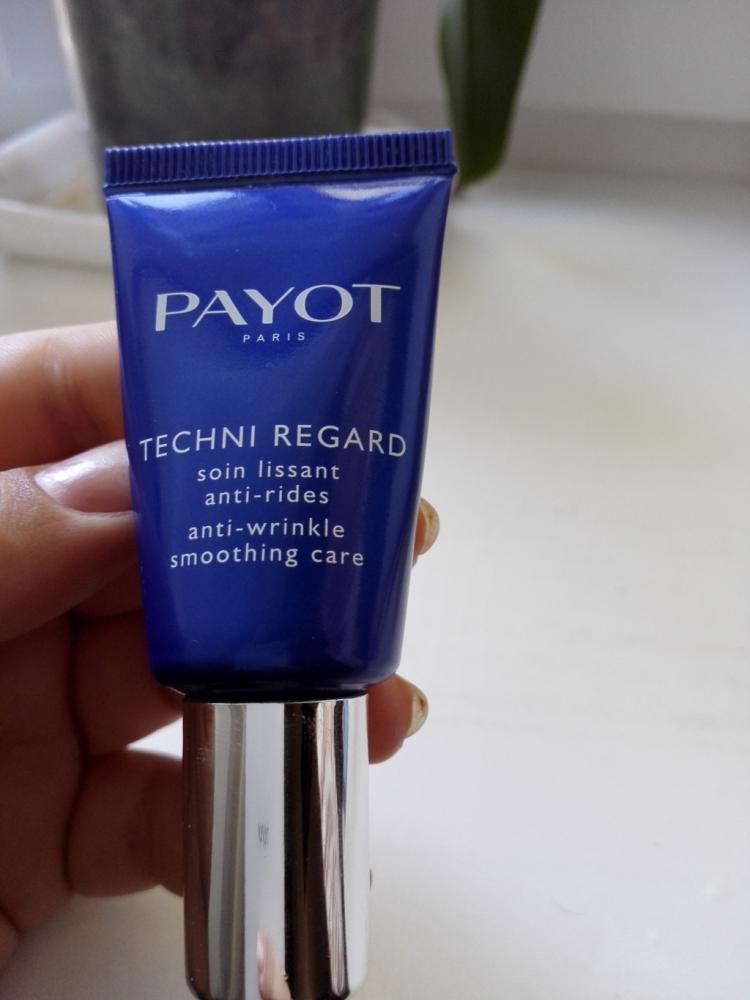 PAYOT
PARIS
TECHNI REGARD
soin lissant
anti-rides
anti-wrinkle
smoothing care